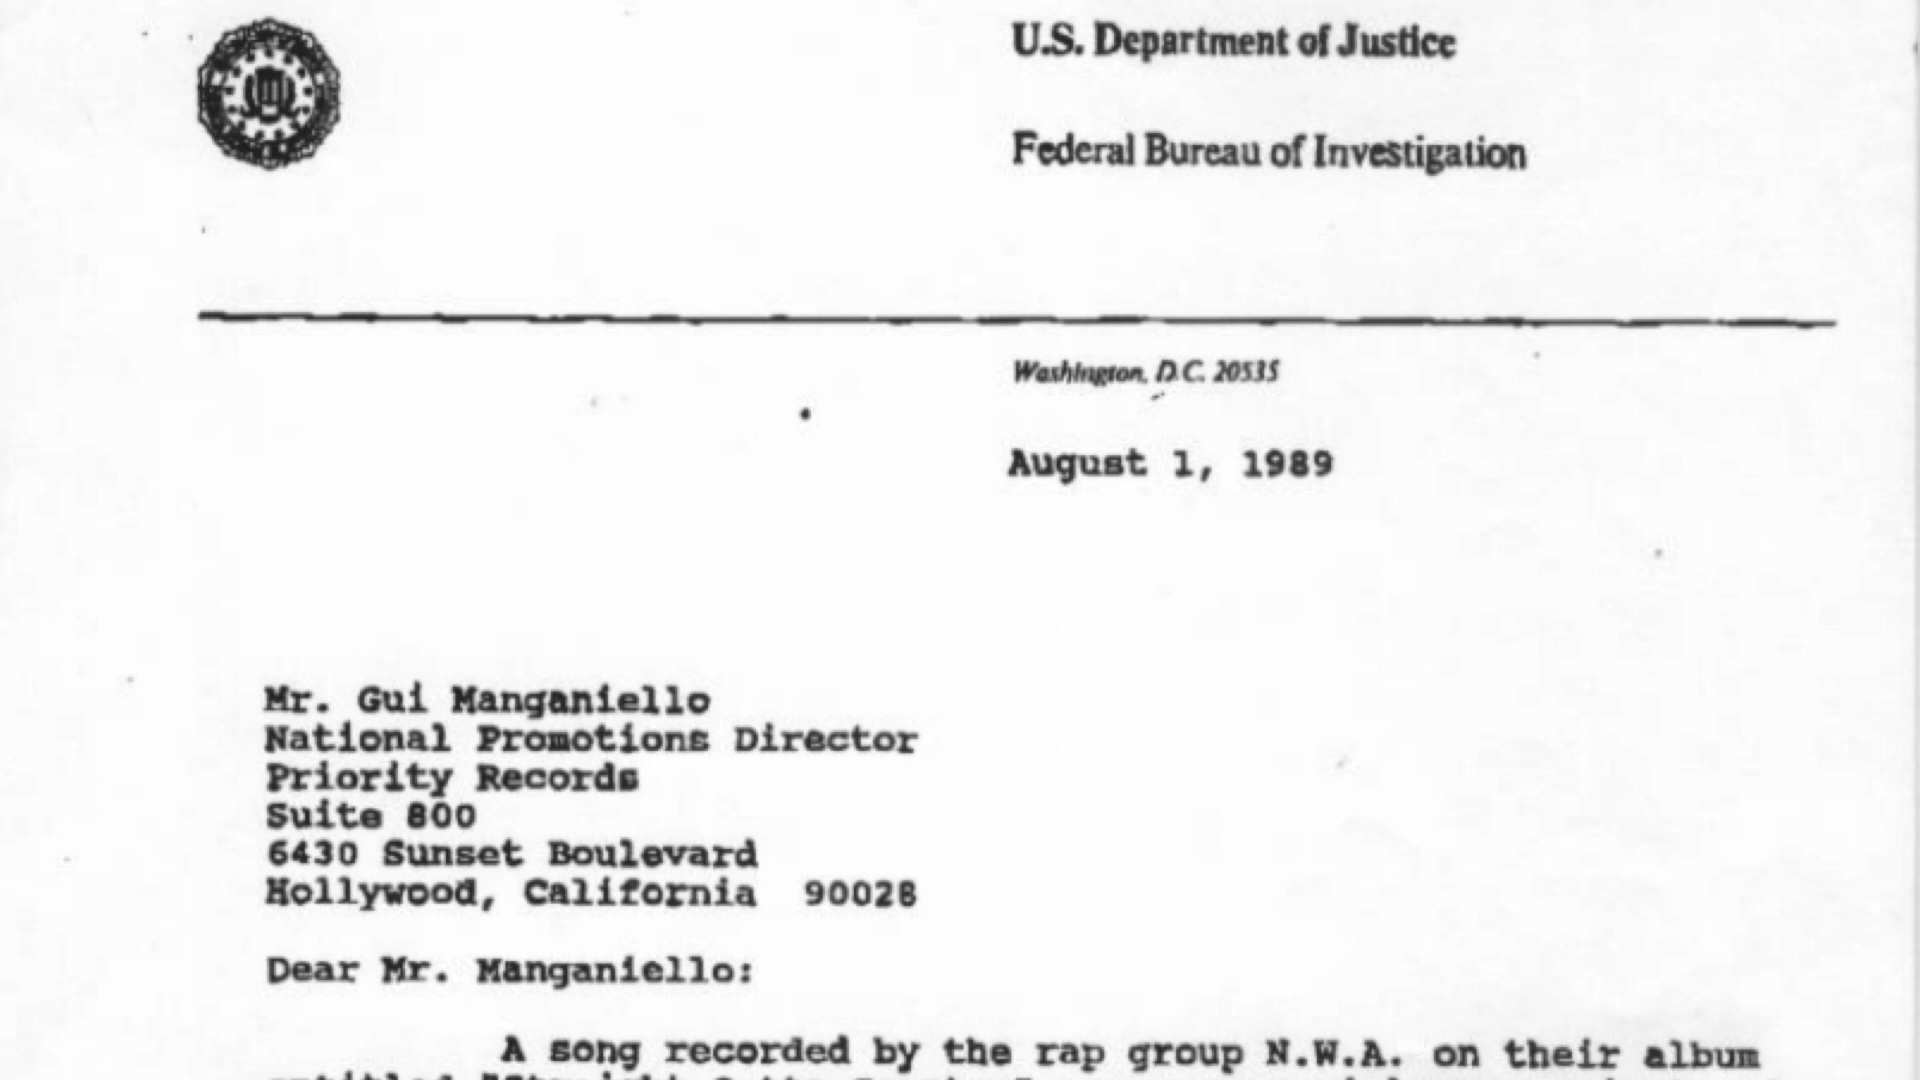 U.S. Department of Justice
Federal Bureau of Investigation
Washington, D.C. 20535
August 1, 1989
Mr. Gui Manganiello
National Promotions Director
Priority Records
Suite 800
6430 Sunset Boulevard
Hollywood, California 90028
Dear Mr. Manganiello:
A song recorded by the rap group N.W.A. on their album